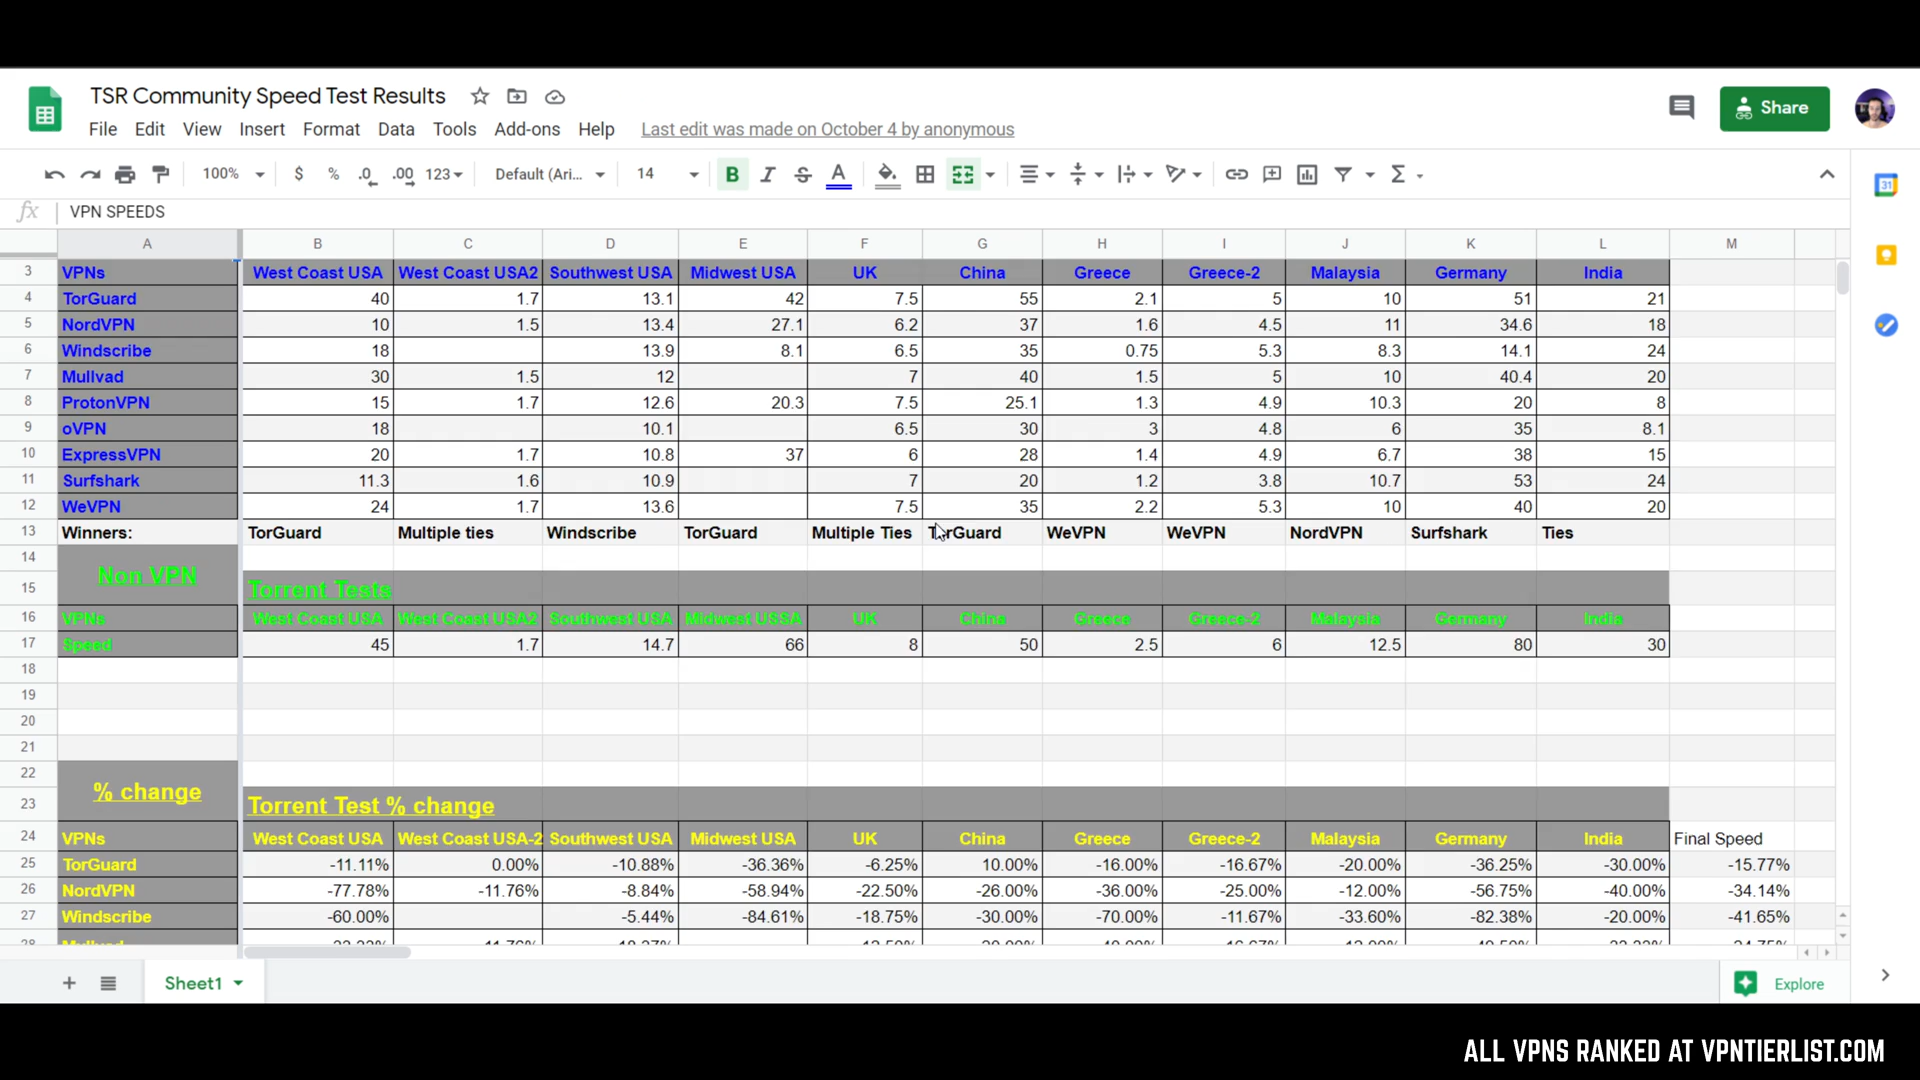 TSR Community Speed Test Results
File Edit View Insert Format Data Tools Add-ons Help Last edit was made on October 4 by anonymous
Share
100% $ % .0 .00 123 Default (Ari... 14 B I S A
31
fx VPN SPEEDS
A B C D E F G H I J K L M
3 VPNs West Coast USA West Coast USA2 Southwest USA Midwest USA UK China Greece Greece-2 Malaysia Germany India
4 TorGuard 40 1.7 13.1 42 7.5 55 2.1 5 10 51 21
5 NordVPN 10 1.5 13.4 27.1 6.2 37 1.6 4.5 11 34.6 18
6 Windscribe 18 13.9 8.1 6.5 35 0.75 5.3 8.3 14.1 24
7 Mullvad 30 1.5 12 7 40 1.5 5 10 40.4 20
8 ProtonVPN 15 1.7 12.6 20.3 7.5 25.1 1.3 4.9 10.3 20 8
9 oVPN 18 10.1 6.5 30 3 4.8 6 35 8.1
10 ExpressVPN 20 1.7 10.8 37 6 28 1.4 4.9 6.7 38 15
11 Surfshark 11.3 1.6 10.9 7 20 1.2 3.8 10.7 53 24
12 WeVPN 24 1.7 13.6 7.5 35 2.2 5.3 10 40 20
13 Winners: TorGuard Multiple ties Windscribe TorGuard Multiple Ties TorGuard WeVPN WeVPN NordVPN Surfshark Ties
14
Non VPN
15 Torrent Tests
16 VPNs West Coast USA West Coast USA2 Southwest USA Midwest USSA UK China Greece Greece-2 Malaysia Germany India
17 Speed 45 1.7 14.7 66 8 50 2.5 6 12.5 80 30
18
19
20
21
22
% change
23 Torrent Test % change
24 VPNs West Coast USA West Coast USA-2 Southwest USA Midwest USA UK China Greece Greece-2 Malaysia Germany India Final Speed
25 TorGuard -11.11% 0.00% -10.88% -36.36% -6.25% 10.00% -16.00% -16.67% -20.00% -36.25% -30.00% -15.77%
26 NordVPN -77.78% -11.76% -8.84% -58.94% -22.50% -26.00% -36.00% -25.00% -12.00% -56.75% -40.00% -34.14%
27 Windscribe -60.00% -5.44% -84.61% -18.75% -30.00% -70.00% -11.67% -33.60% -82.38% -20.00% -41.65%
28 Mullvad
Sheet1
Explore
ALL VPNS RANKED AT VPNTIERLIST.COM